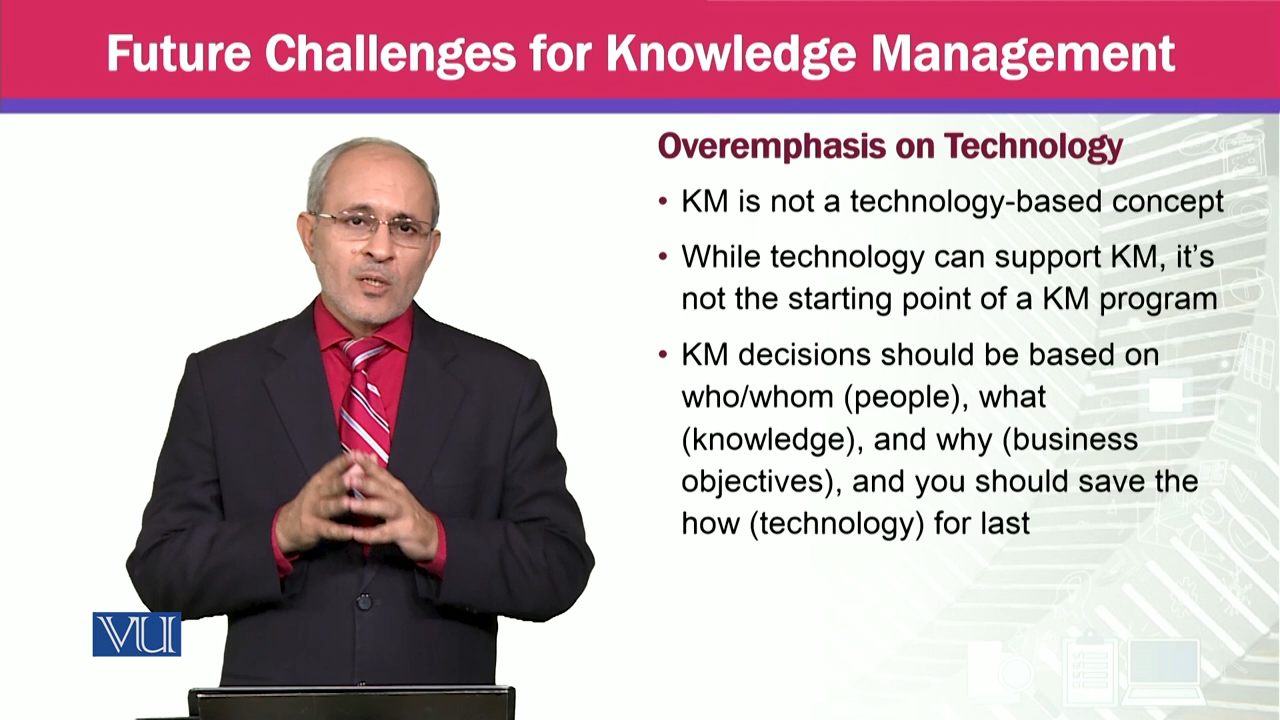 Future Challenges for Knowledge Management
Overemphasis on Technology
• KM is not a technology-based concept
• While technology can support KM, it’s
not the starting point of a KM program
• KM decisions should be based on
who/whom (people), what
(knowledge), and why (business
objectives), and you should save the
how (technology) for last
VU